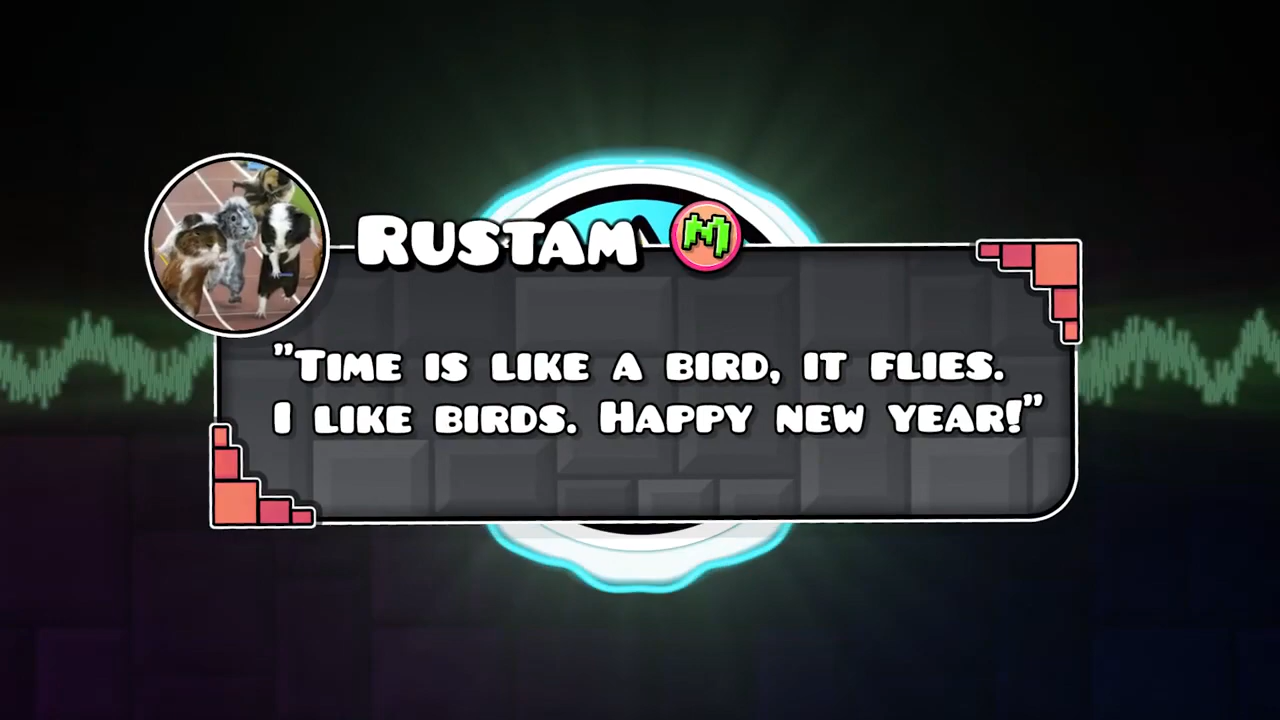 Rustam M
"Time is like a bird, it flies.
I like birds. Happy new year!"